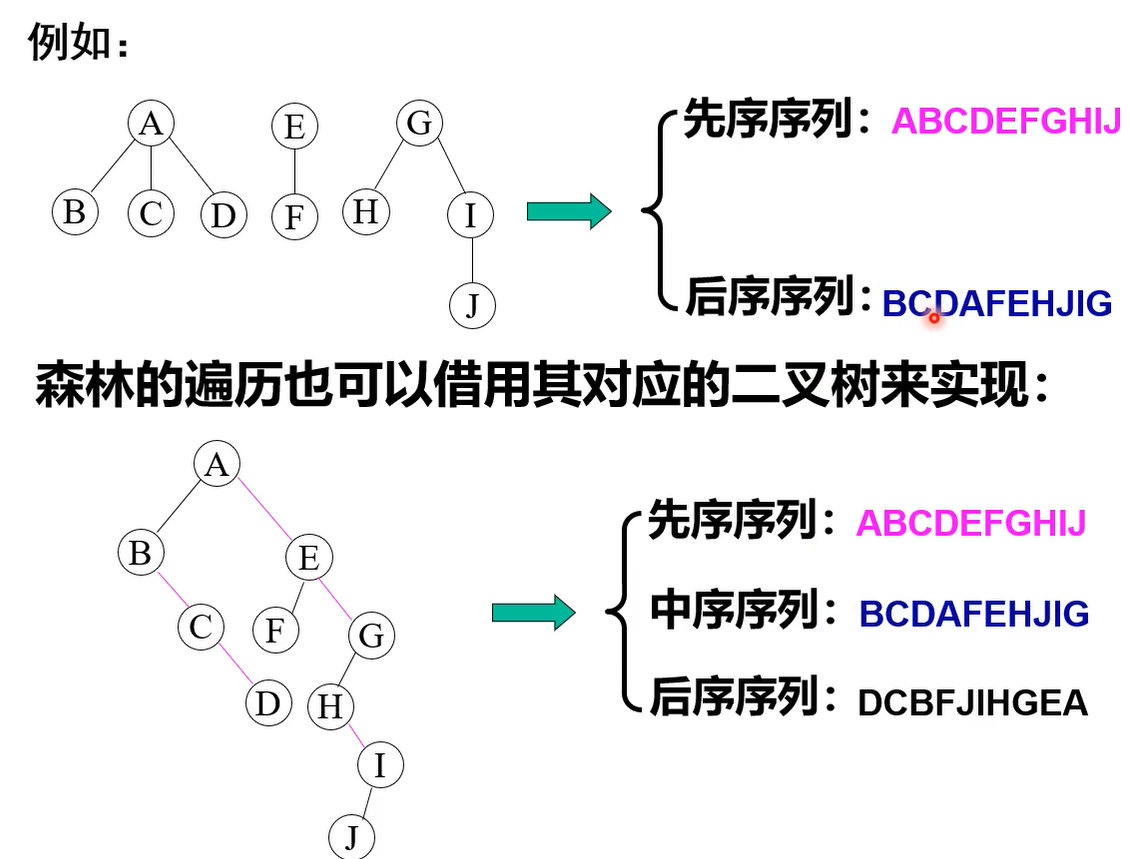 例如：
A E G
B C D F H I
J
先序序列：ABCDEFGHIJ
后序序列：BCDAFEHJIG
森林的遍历也可以借用其对应的二叉树来实现：
A
B E
C F G
D H
I
J
先序序列：ABCDEFGHIJ
中序序列：BCDAFEHJIG
后序序列：DCBFJIHGEA